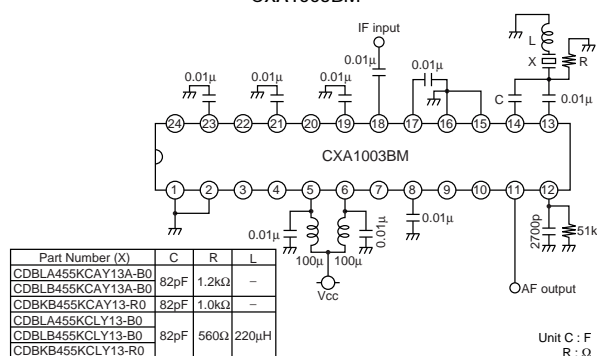 CXA1003BM
IF input
L
X
R
0.01μ
0.01μ
0.01μ
0.01μ
0.01μ
C
0.01μ
24 23 22 21 20 19 18 17 16 15 14 13
CXA1003BM
1 2 3 4 5 6 7 8 9 10 11 12
0.01μ
0.01μ
0.01μ
2700p
51k
100μ 100μ
Vcc
AF output
Part Number (X) C R L
CDBLA455KCAY13A-B0
CDBLB455KCAY13A-B0
82pF 1.2kΩ –
CDBKB455KCAY13-R0 82pF 1.0kΩ –
CDBLA455KCLY13-B0
CDBLB455KCLY13-B0
CDBKB455KCLY13-R0
82pF 560Ω 220μH
Unit C : F
R : Ω